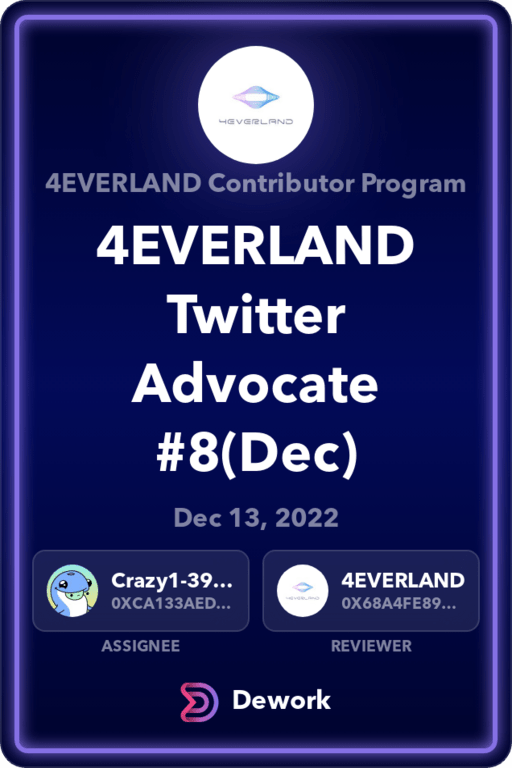 4EVERLAND
4EVERLAND Contributor Program
4EVERLAND
Twitter
Advocate
#8(Dec)
Dec 13, 2022
Crazy1-39...
0XCA133AED...
ASSIGNEE
4EVERLAND
4EVERLAND
0X68A4FE89...
REVIEWER
Dework